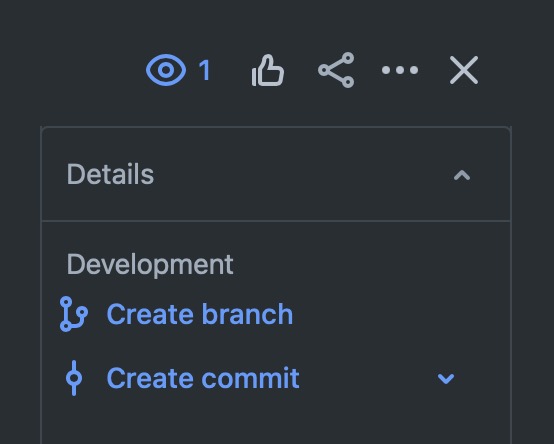 1
Details
Development
Create branch
Create commit